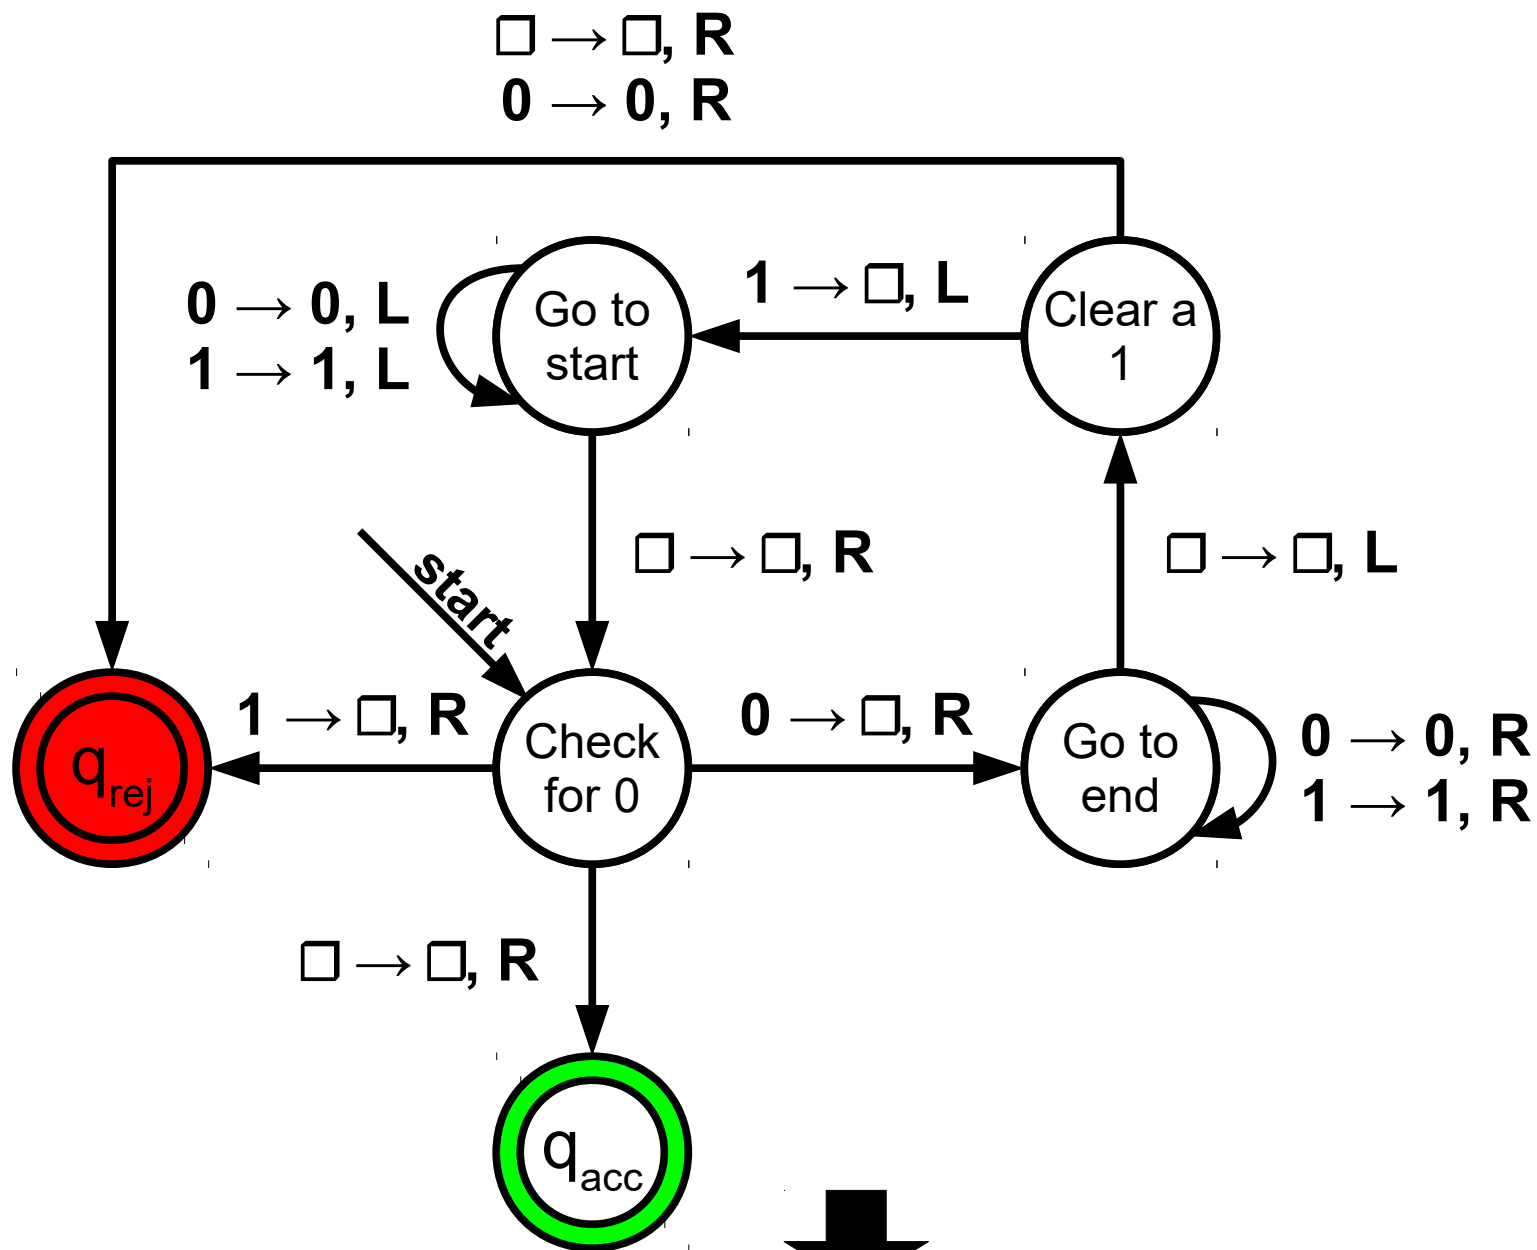 ☐ → ☐, R
0 → 0, R
0 → 0, L
1 → 1, L
Go to
start
1 → ☐, L
Clear a
1
start
☐ → ☐, R
☐ → ☐, L
q_rej
1 → ☐, R
Check
for 0
0 → ☐, R
Go to
end
0 → 0, R
1 → 1, R
☐ → ☐, R
q_acc